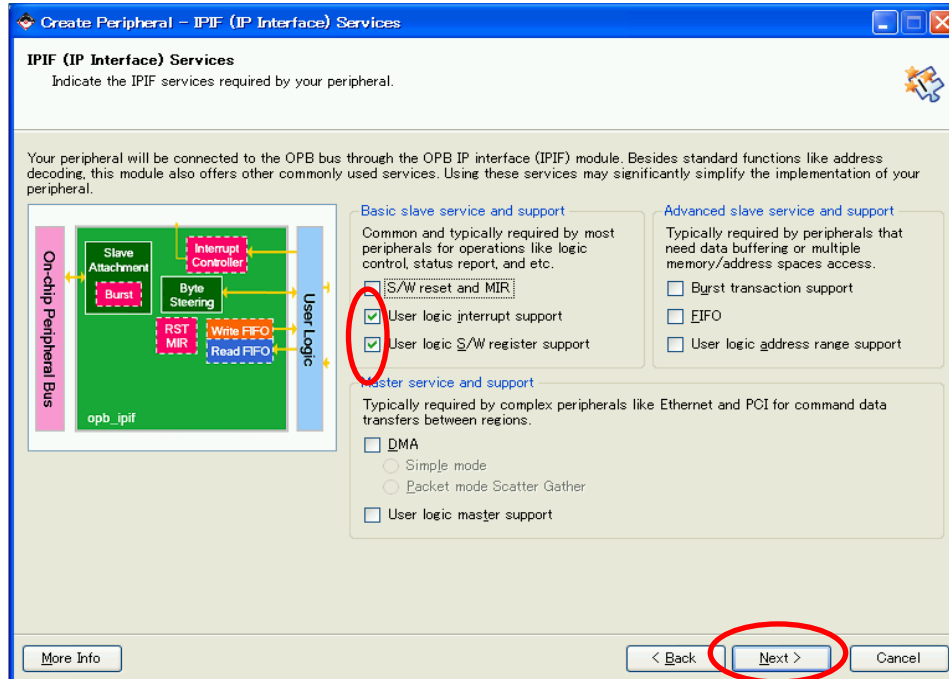 Create Peripheral - IPIF (IP Interface) Services
IPIF (IP Interface) Services
Indicate the IPIF services required by your peripheral.
Your peripheral will be connected to the OPB bus through the OPB IP interface (IPIF) module. Besides standard functions like address
decoding, this module also offers other commonly used services. Using these services may significantly simplify the implementation of your
peripheral.
On-chip Peripheral Bus
Slave
Attachment
Burst
Interrupt
Controller
Byte
Steering
RST
MIR
Write FIFO
Read FIFO
User Logic
opb_ipif
Basic slave service and support
Common and typically required by most
peripherals for operations like logic
control, status report, and etc.
S/W reset and MIR
User logic interrupt support
User logic S/W register support
Advanced slave service and support
Typically required by peripherals that
need data buffering or multiple
memory/address spaces access.
Burst transaction support
FIFO
User logic address range support
Master service and support
Typically required by complex peripherals like Ethernet and PCI for command data
transfers between regions.
DMA
Simple mode
Packet mode Scatter Gather
User logic master support
More Info
< Back
Next >
Cancel